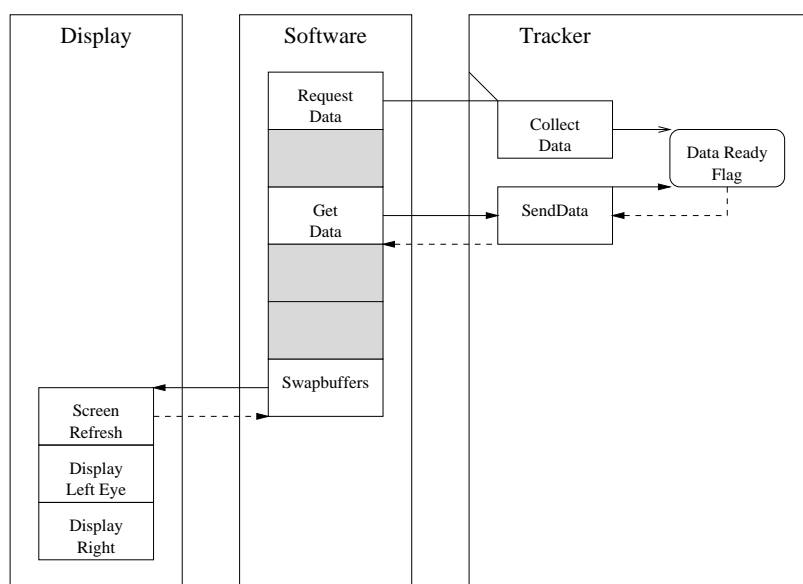 Display
Software
Tracker
Request
Data
Collect
Data
Data Ready
Flag
Get
Data
SendData
Swapbuffers
Screen
Refresh
Display
Left Eye
Display
Right